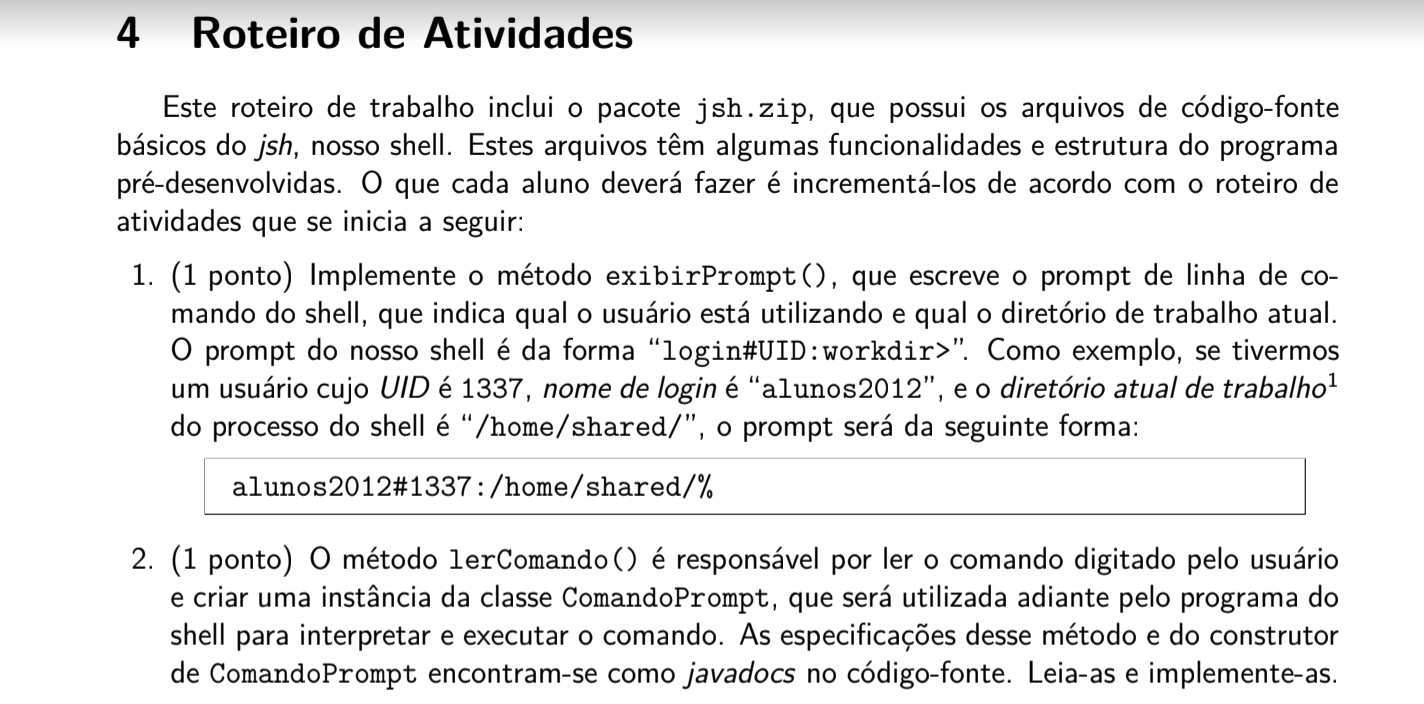 4 Roteiro de Atividades
Este roteiro de trabalho inclui o pacote jsh.zip, que possui os arquivos de código-fonte
básicos do jsh, nosso shell. Estes arquivos têm algumas funcionalidades e estrutura do programa
pré-desenvolvidas. O que cada aluno deverá fazer é incrementá-los de acordo com o roteiro de
atividades que se inicia a seguir:
1. (1 ponto) Implemente o método exibirPrompt(), que escreve o prompt de linha de co-
mando do shell, que indica qual o usuário está utilizando e qual o diretório de trabalho atual.
O prompt do nosso shell é da forma “login#UID:workdir>”. Como exemplo, se tivermos
um usuário cujo UID é 1337, nome de login é “alunos2012”, e o diretório atual de trabalho¹
do processo do shell é “/home/shared/”, o prompt será da seguinte forma:
alunos2012#1337:/home/shared/%
2. (1 ponto) O método lerComando() é responsável por ler o comando digitado pelo usuário
e criar uma instância da classe ComandoPrompt, que será utilizada adiante pelo programa do
shell para interpretar e executar o comando. As especificações desse método e do construtor
de ComandoPrompt encontram-se como javadocs no código-fonte. Leia-as e implemente-as.